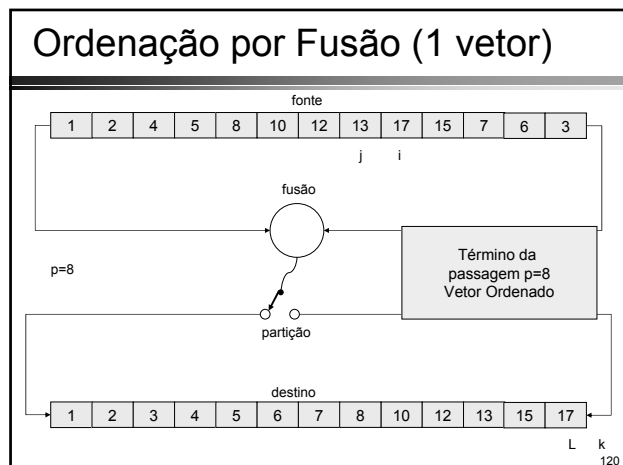 Ordenação por Fusão (1 vetor)
fonte
1 2 4 5 8 10 12 13 17 15 7 6 3
j i
fusão
p=8
Término da
passagem p=8
Vetor Ordenado
partição
destino
1 2 3 4 5 6 7 8 10 12 13 15 17
L k
120